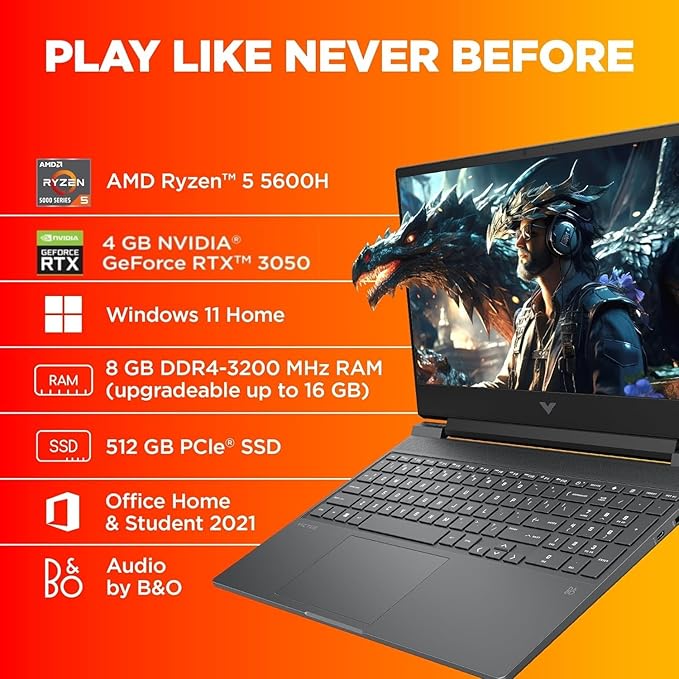 PLAY LIKE NEVER BEFORE
AMD
RYZEN
5000 SERIES 5
AMD Ryzen™ 5 5600H
NVIDIA
GEFORCE
RTX
4 GB NVIDIA®
GeForce RTX™ 3050
Windows 11 Home
RAM
8 GB DDR4-3200 MHz RAM
(upgradeable up to 16 GB)
SSD
512 GB PCIe® SSD
Office Home
& Student 2021
B&O
Audio
by B&O
VICTUS